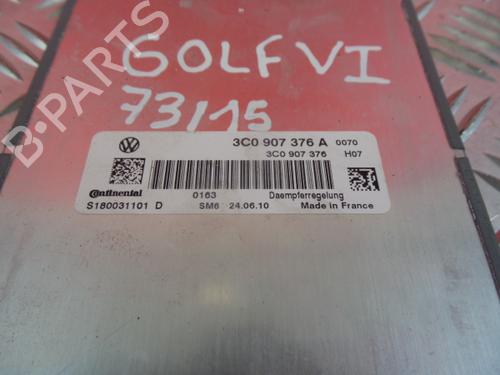 GOLF VI
73/15
B-PARTS
3C0 907 376 A 0070
3C0 907 376 H07
Continental 0163 Daempferregelung
S180031101 D SM6 24.06.10 Made in France